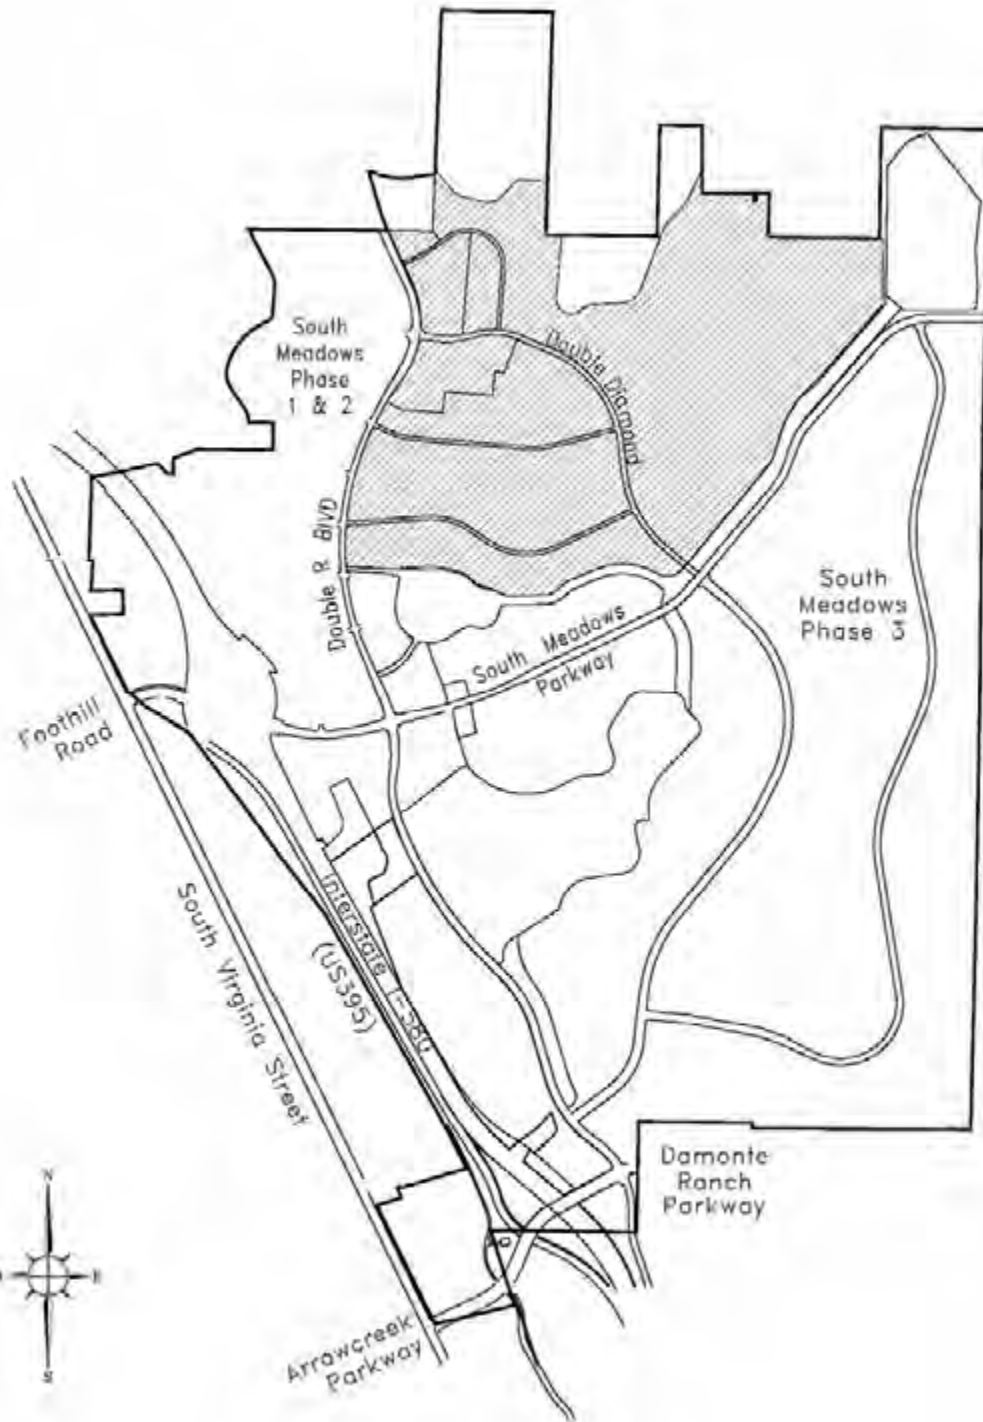 South
Meadows
Phase
1 & 2
Double Diamond
Double R BlVD
South
Meadows
Phase 3
South Meadows
Parkway
Foothill
Road
Interstate I-580
(US395)
South Virginia Street
Damonte
Ranch
Parkway
Arrowcreek
Parkway
N
E
S